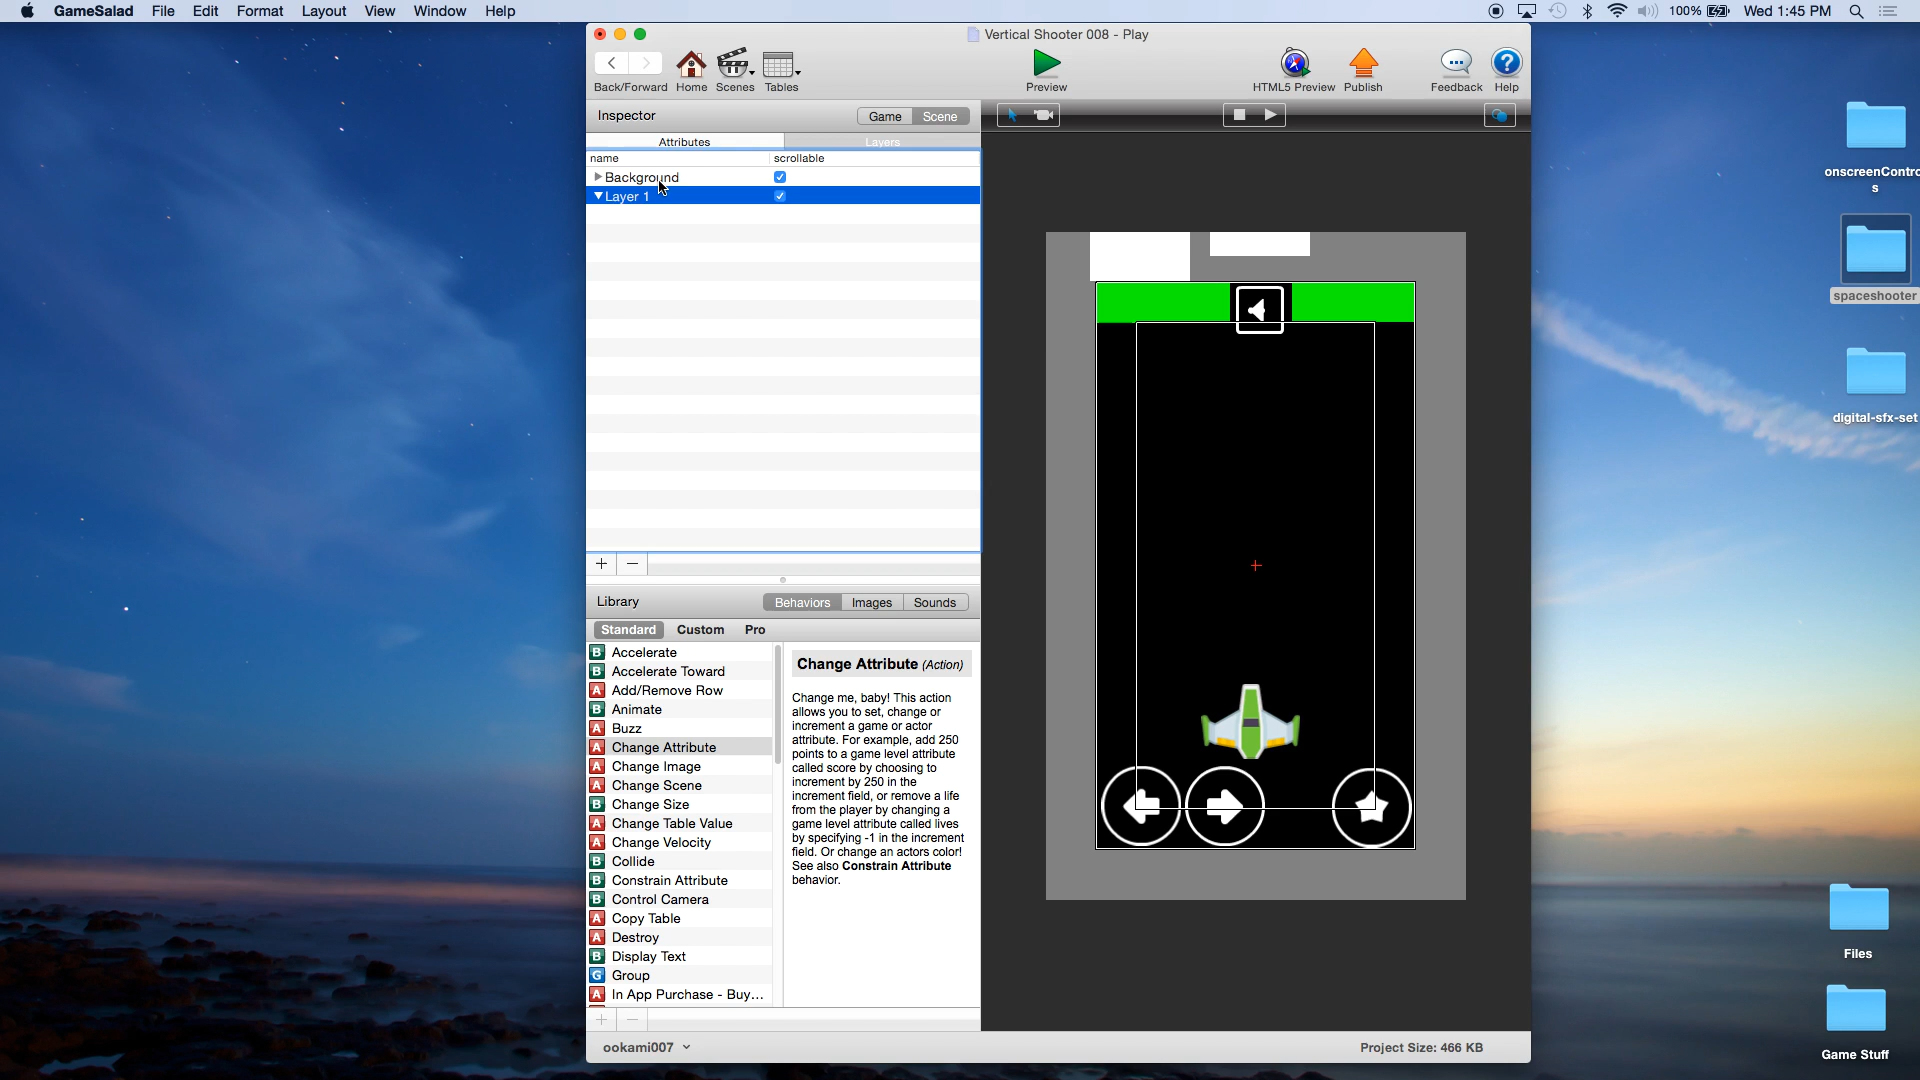 GameSalad File Edit Format Layout View Window Help
100% Wed 1:45 PM
Vertical Shooter 008 - Play
Back/Forward Home Scenes Tables Preview HTML5 Preview Publish Feedback Help
Inspector Game Scene
Attributes Layers
name scrollable
Background
Layer 1
Library Behaviors Images Sounds
Standard Custom Pro
B Accelerate
B Accelerate Toward
A Add/Remove Row
B Animate
A Buzz
A Change Attribute
A Change Image
A Change Scene
B Change Size
A Change Table Value
A Change Velocity
B Collide
B Constrain Attribute
B Control Camera
A Copy Table
A Destroy
B Display Text
G Group
A In App Purchase - Buy...
Change Attribute (Action)
Change me, baby! This action
allows you to set, change or
increment a game or actor
attribute. For example, add 250
points to a game level attribute
called score by choosing to
increment by 250 in the
increment field, or remove a life
from the player by changing a
game level attribute called lives
by specifying -1 in the increment
field. Or change an actors color!
See also Constrain Attribute
behavior.
ookami007
Project Size: 466 KB
onscreenContro
s
spaceshooter
digital-sfx-set
Files
Game Stuff